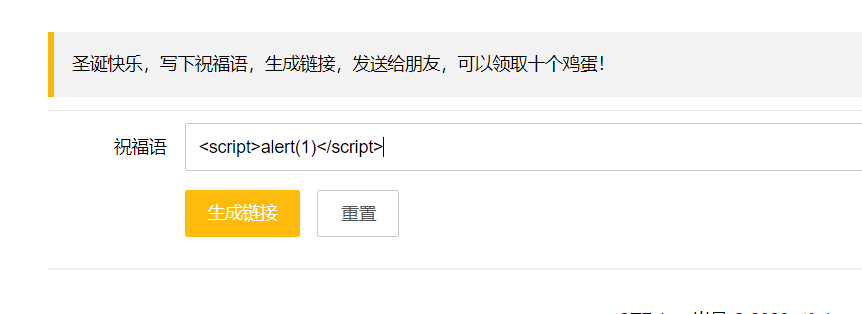 圣诞快乐，写下祝福语，生成链接，发送给朋友，可以领取十个鸡蛋！
祝福语
<script>alert(1)</script>
生成链接
重置